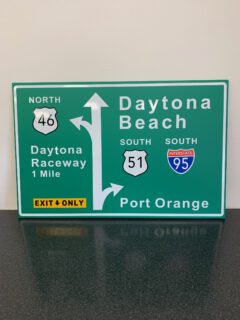 NORTH
46
Daytona
Raceway
1 Mile
EXIT ONLY
Daytona
Beach
SOUTH
51
SOUTH
INTERSTATE
95
Port Orange